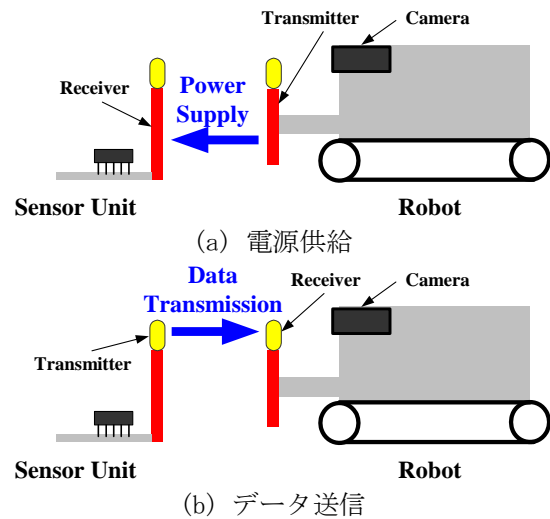 Transmitter
Camera
Receiver
Power
Supply
Sensor Unit
Robot
(a) 電源供給
Data
Transmission
Receiver
Camera
Transmitter
Sensor Unit
Robot
(b) データ送信